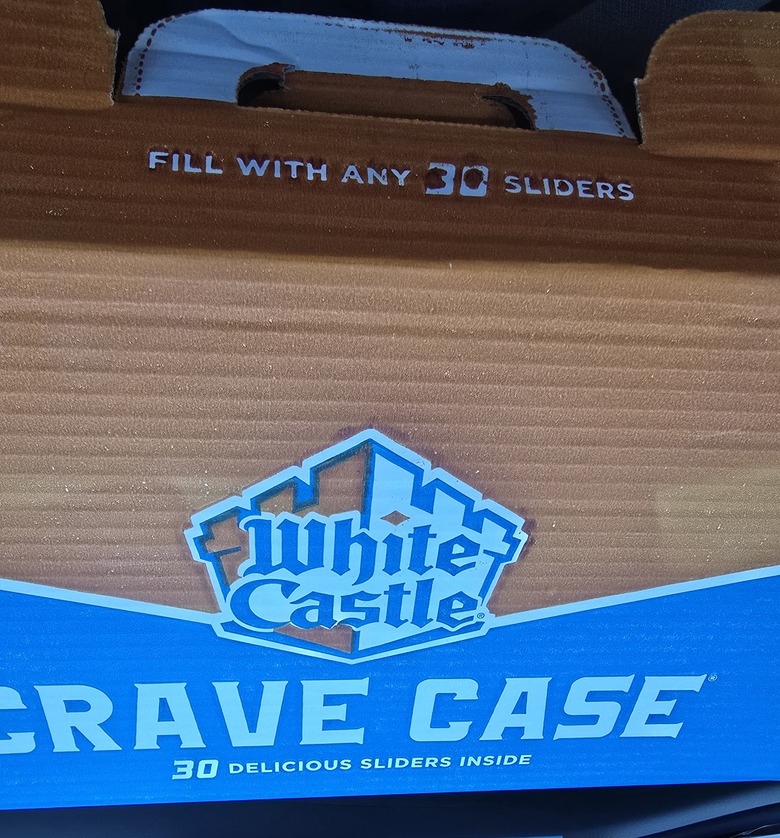 FILL WITH ANY 30 SLIDERS
White
Castle®
CRAVE CASE®
30 DELICIOUS SLIDERS INSIDE